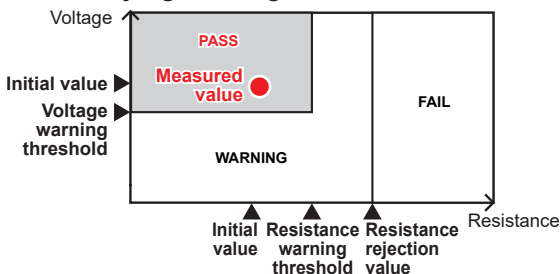 Voltage
PASS
Initial value
Measured
value
Voltage
warning
threshold
FAIL
WARNING
Resistance
Initial
value
Resistance
warning
threshold
Resistance
rejection
value